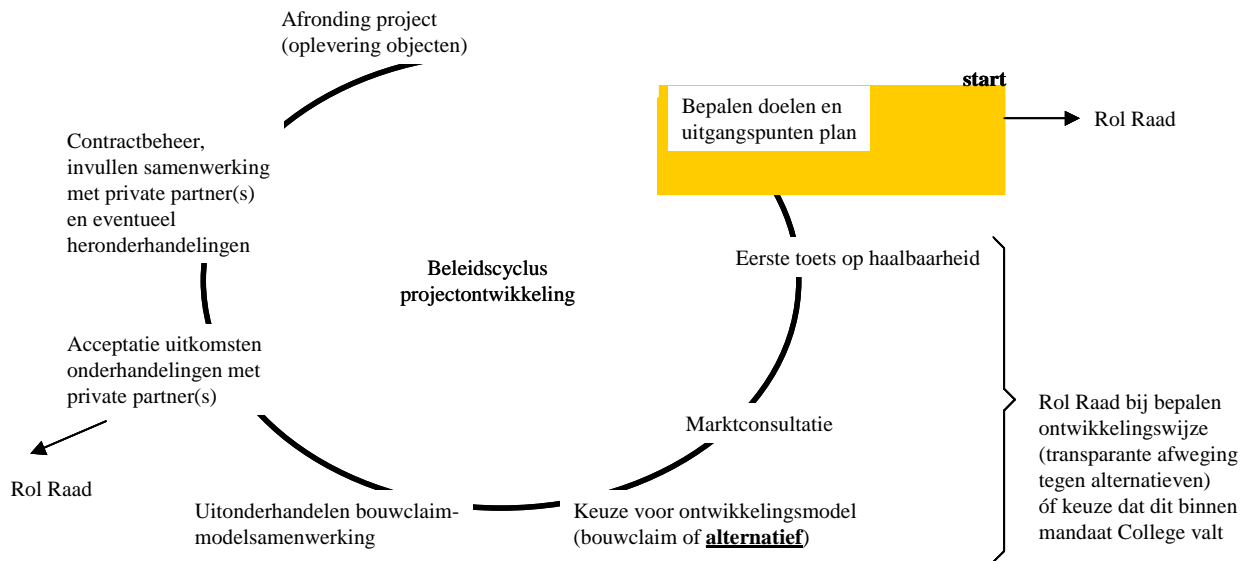 Afronding project
(oplevering objecten)
start
Bepalen doelen en
uitgangspunten plan
Rol Raad
Contractbeheer,
invullen samenwerking
met private partner(s)
en eventueel
heronderhandelingen
Eerste toets op haalbaarheid
Beleidscyclus
projectontwikkeling
Acceptatie uitkomsten
onderhandelingen met
private partner(s)
Rol Raad
Marktconsultatie
Rol Raad bij bepalen
ontwikkelingswijze
(transparante afweging
tegen alternatieven)
óf keuze dat dit binnen
mandaat College valt
Uitonderhandelen bouwclaim-
modelsamenwerking
Keuze voor ontwikkelingsmodel
(bouwclaim of alternatief)